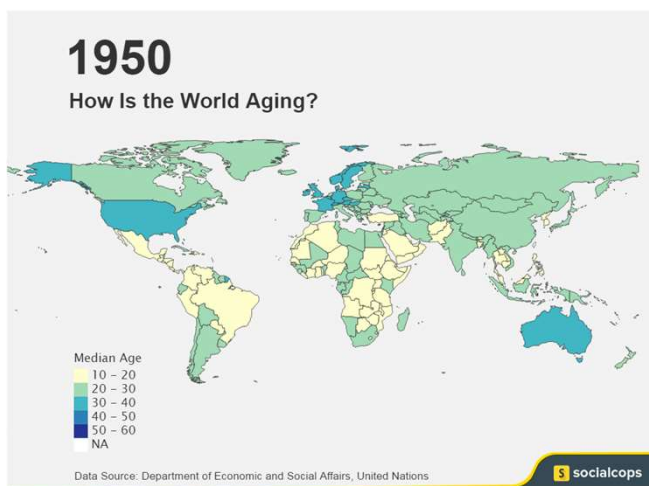 1950
How Is the World Aging?
Median Age
10 – 20
20 – 30
30 – 40
40 – 50
50 – 60
NA
Data Source: Department of Economic and Social Affairs, United Nations
S socialcops